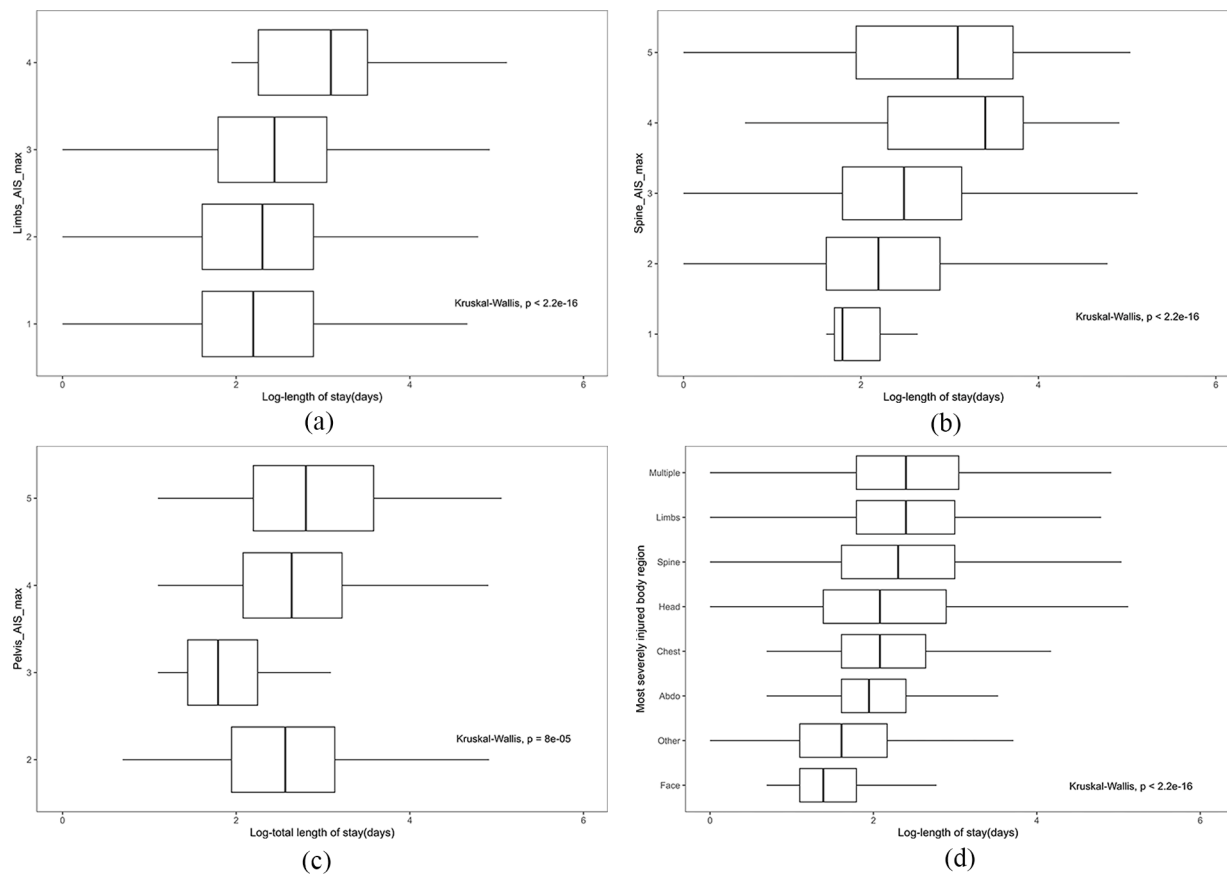 4
3
2
1
Limbs_AIS_max
Kruskal-Wallis, p < 2.2e-16
0 2 4 6
Log-length of stay(days)
(a)
5
4
3
2
1
Spine_AIS_max
Kruskal-Wallis, p < 2.2e-16
0 2 4 6
Log-length of stay(days)
(b)
5
4
3
2
Pelvis_AIS_max
Kruskal-Wallis, p = 8e-05
0 2 4 6
Log-total length of stay(days)
(c)
Multiple
Limbs
Spine
Head
Chest
Abdo
Other
Face
Most severely injured body region
Kruskal-Wallis, p < 2.2e-16
0 2 4 6
Log-length of stay(days)
(d)